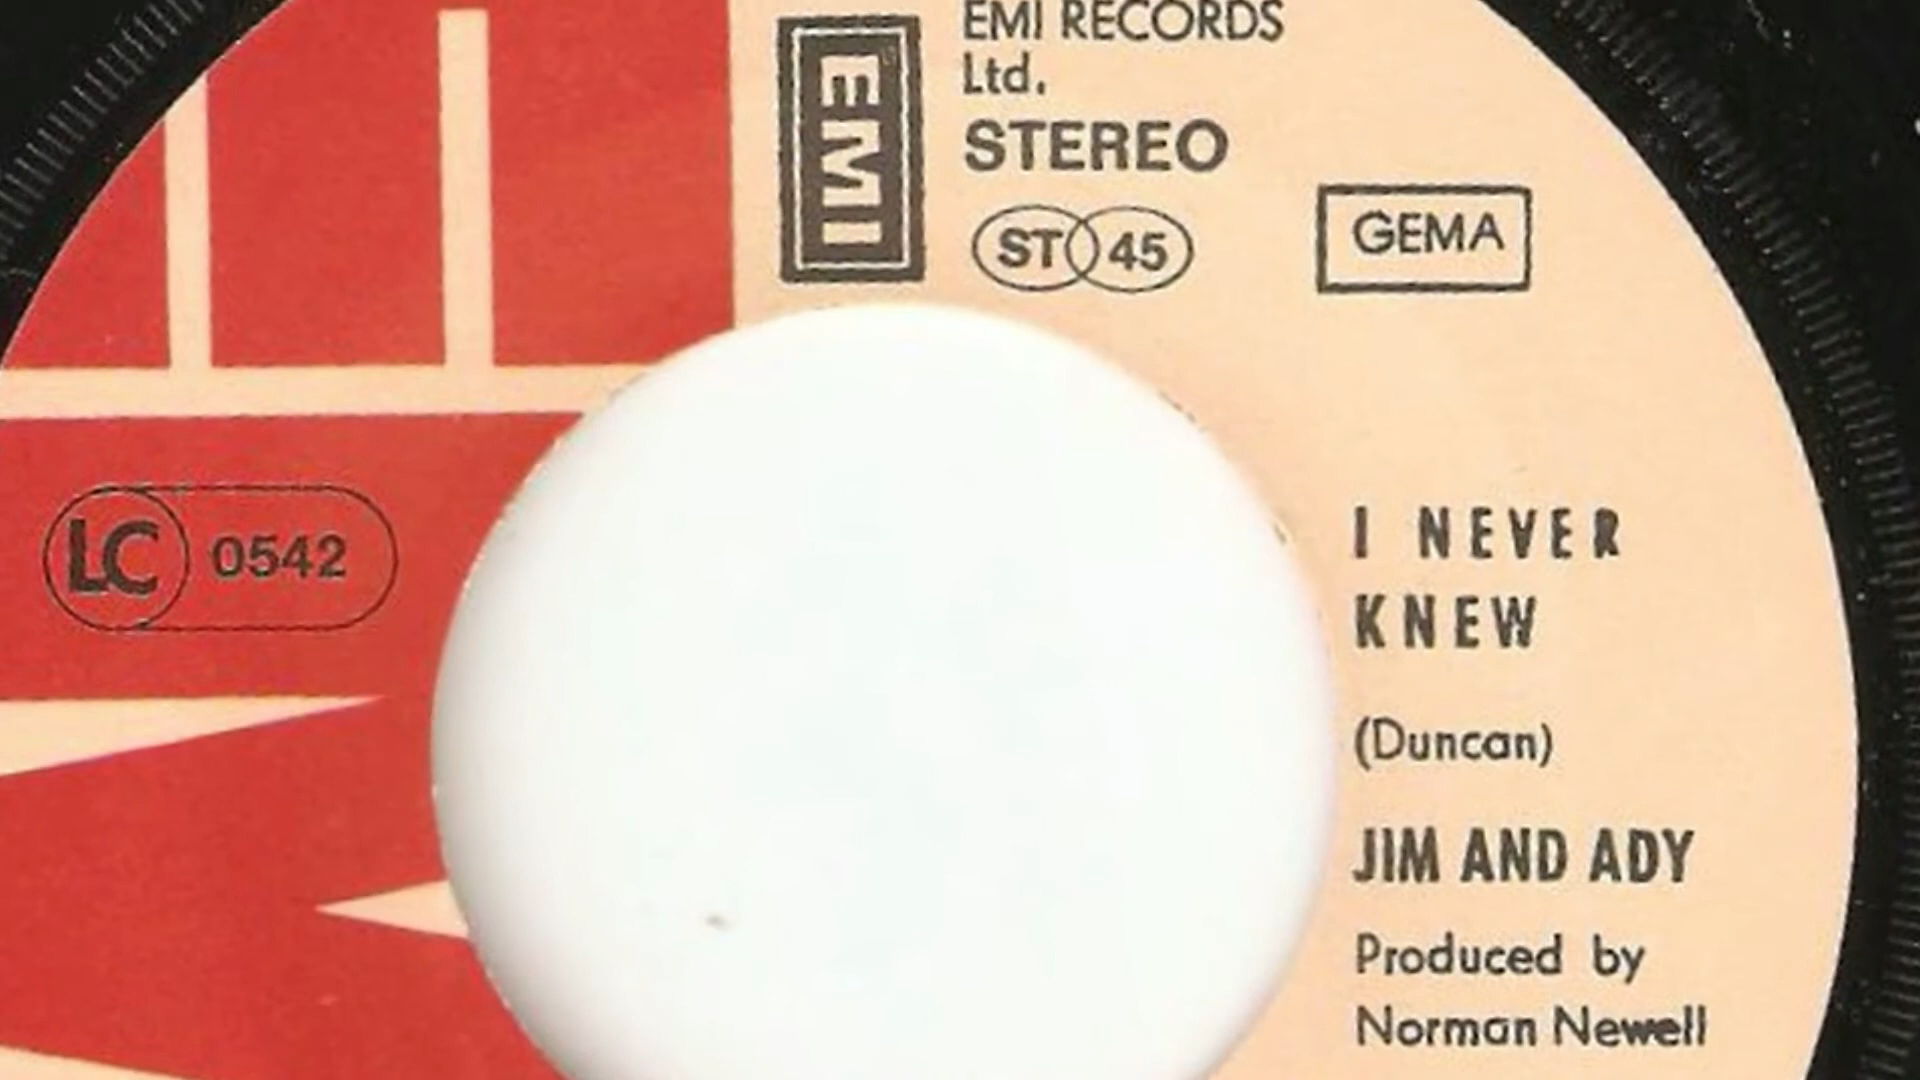 EMI
EMI RECORDS
Ltd.
STEREO
ST 45
GEMA
LC 0542
I NEVER
KNEW
(Duncan)
JIM AND ADY
Produced by
Norman Newell